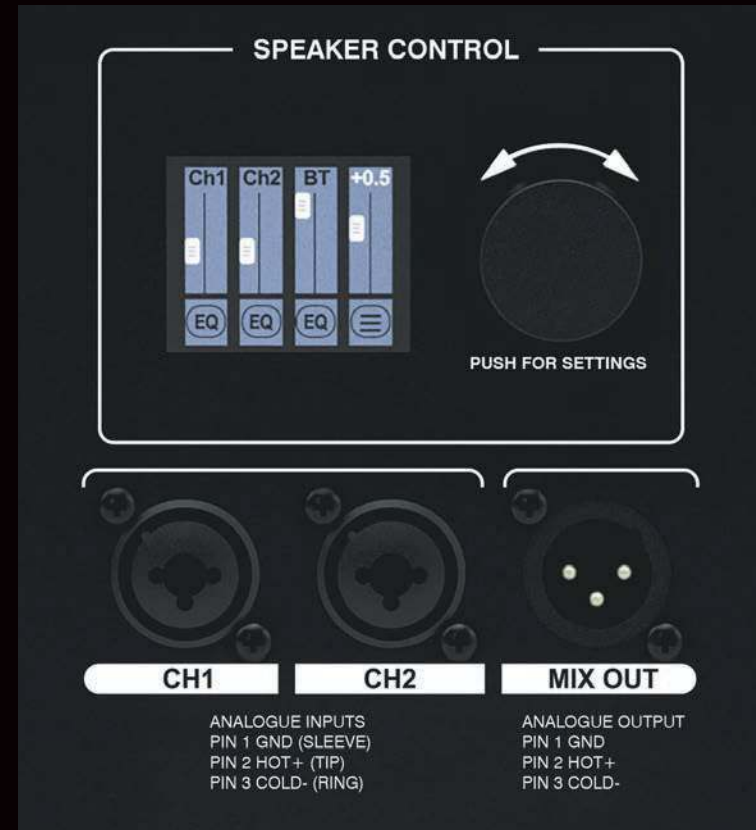 SPEAKER CONTROL
Ch1 Ch2 BT +0.5
EQ EQ EQ
PUSH FOR SETTINGS
CH1 CH2 MIX OUT
ANALOGUE INPUTS
PIN 1 GND (SLEEVE)
PIN 2 HOT+ (TIP)
PIN 3 COLD- (RING)
ANALOGUE OUTPUT
PIN 1 GND
PIN 2 HOT+
PIN 3 COLD-